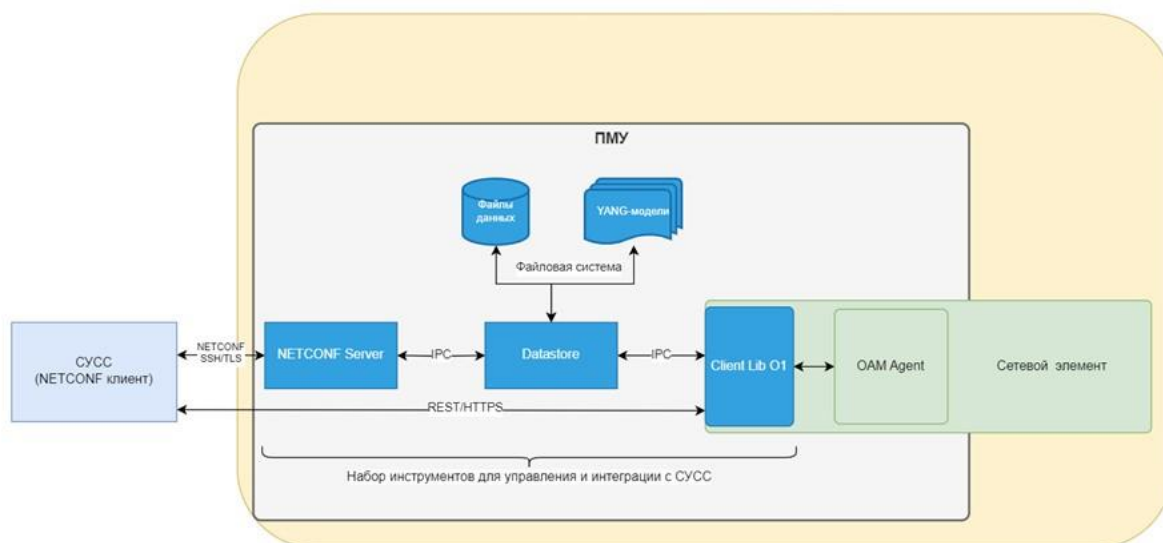 ПМУ
Файлы
данных
YANG-модели
Файловая система
СУСС
(NETCONF клиент)
NETCONF
SSH/TLS
NETCONF Server
IPC
Datastore
IPC
Client Lib O1
OAM Agent
Сетевой элемент
REST/HTTPS
Набор инструментов для управления и интеграции с СУСС